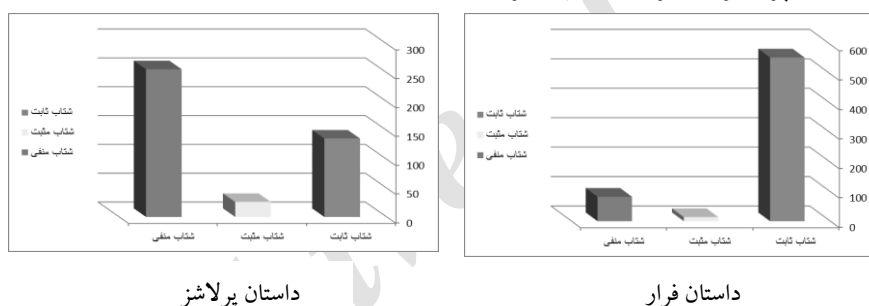 600
500
400
300
200
100
0
شتاب ثابت
شتاب مثبت
شتاب منفی
شتاب ثابت
شتاب مثبت
شتاب منفی
داستان فرار
300
250
200
150
100
50
0
شتاب ثابت
شتاب مثبت
شتاب منفی
شتاب ثابت
شتاب مثبت
شتاب منفی
داستان پرلاشز